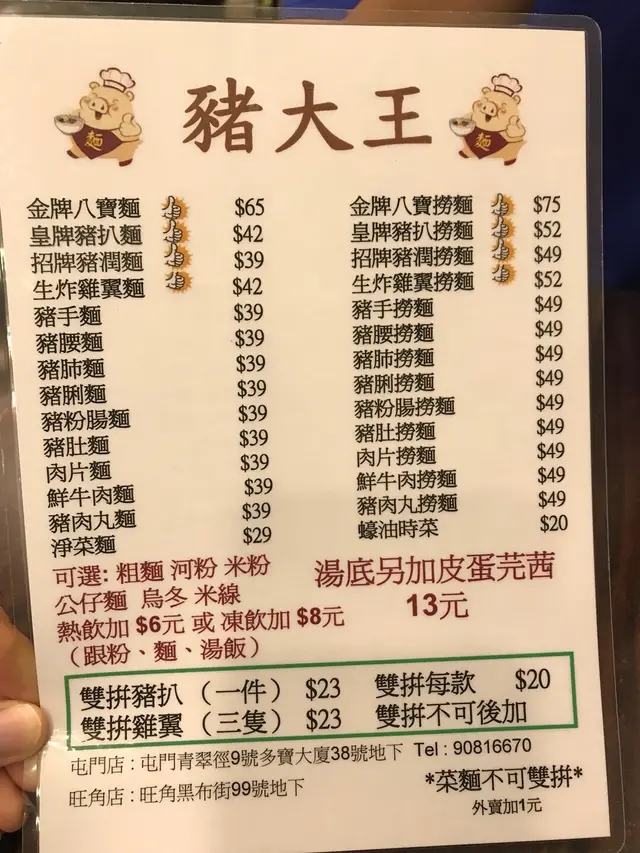 豬大王
麵
麵
金牌八寶麵 $65
皇牌豬扒麵 $42
招牌豬潤麵 $39
生炸雞翼麵 $42
豬手麵 $39
豬腰麵 $39
豬肺麵 $39
豬脷麵 $39
豬粉腸麵 $39
豬肚麵 $39
肉片麵 $39
鮮牛肉麵 $39
豬肉丸麵 $39
淨菜麵 $29
金牌八寶撈麵 $75
皇牌豬扒撈麵 $52
招牌豬潤撈麵 $49
生炸雞翼撈麵 $52
豬手撈麵 $49
豬腰撈麵 $49
豬肺撈麵 $49
豬脷撈麵 $49
豬粉腸撈麵 $49
豬肚撈麵 $49
肉片撈麵 $49
鮮牛肉撈麵 $49
豬肉丸撈麵 $49
蠔油時菜 $20
可選: 粗麵 河粉 米粉
公仔麵 烏冬 米線
熱飲加 $6元 或 凍飲加 $8元
（跟粉、麵、湯飯）
湯底另加皮蛋芫茜
13元
雙拼豬扒 （一件） $23 雙拼每款 $20
雙拼雞翼 （三隻） $23 雙拼不可後加
屯門店 : 屯門青翠徑9號多寶大廈38號地下 Tel : 90816670
旺角店 : 旺角黑布街99號地下
*菜麵不可雙拼*
外賣加1元